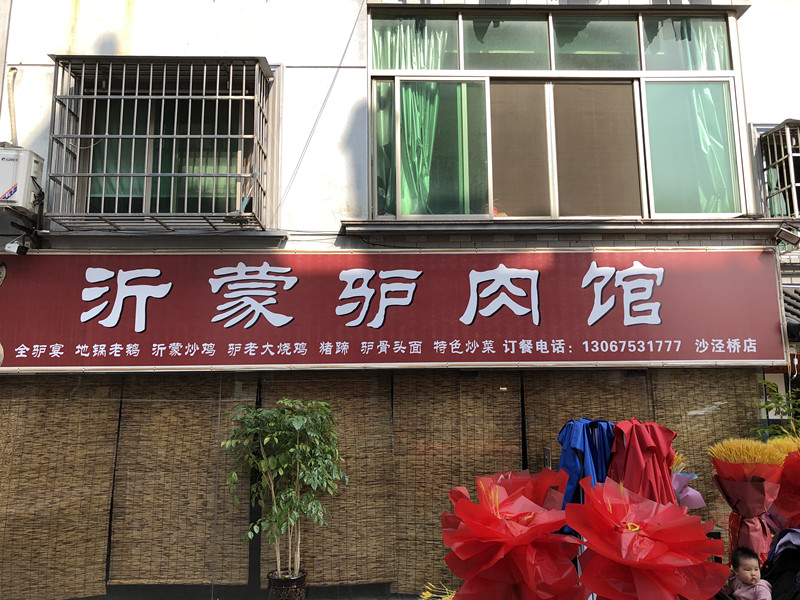 沂蒙驴肉馆
全驴宴 地锅老鹅 沂蒙炒鸡 驴老大烧鸡 猪蹄 驴骨头面 特色炒菜 订餐电话：13067531777 沙泾桥店